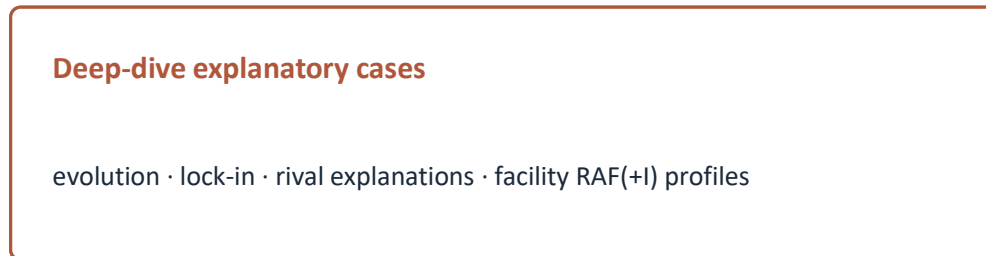 Deep-dive explanatory cases
evolution · lock-in · rival explanations · facility RAF(+I) profiles